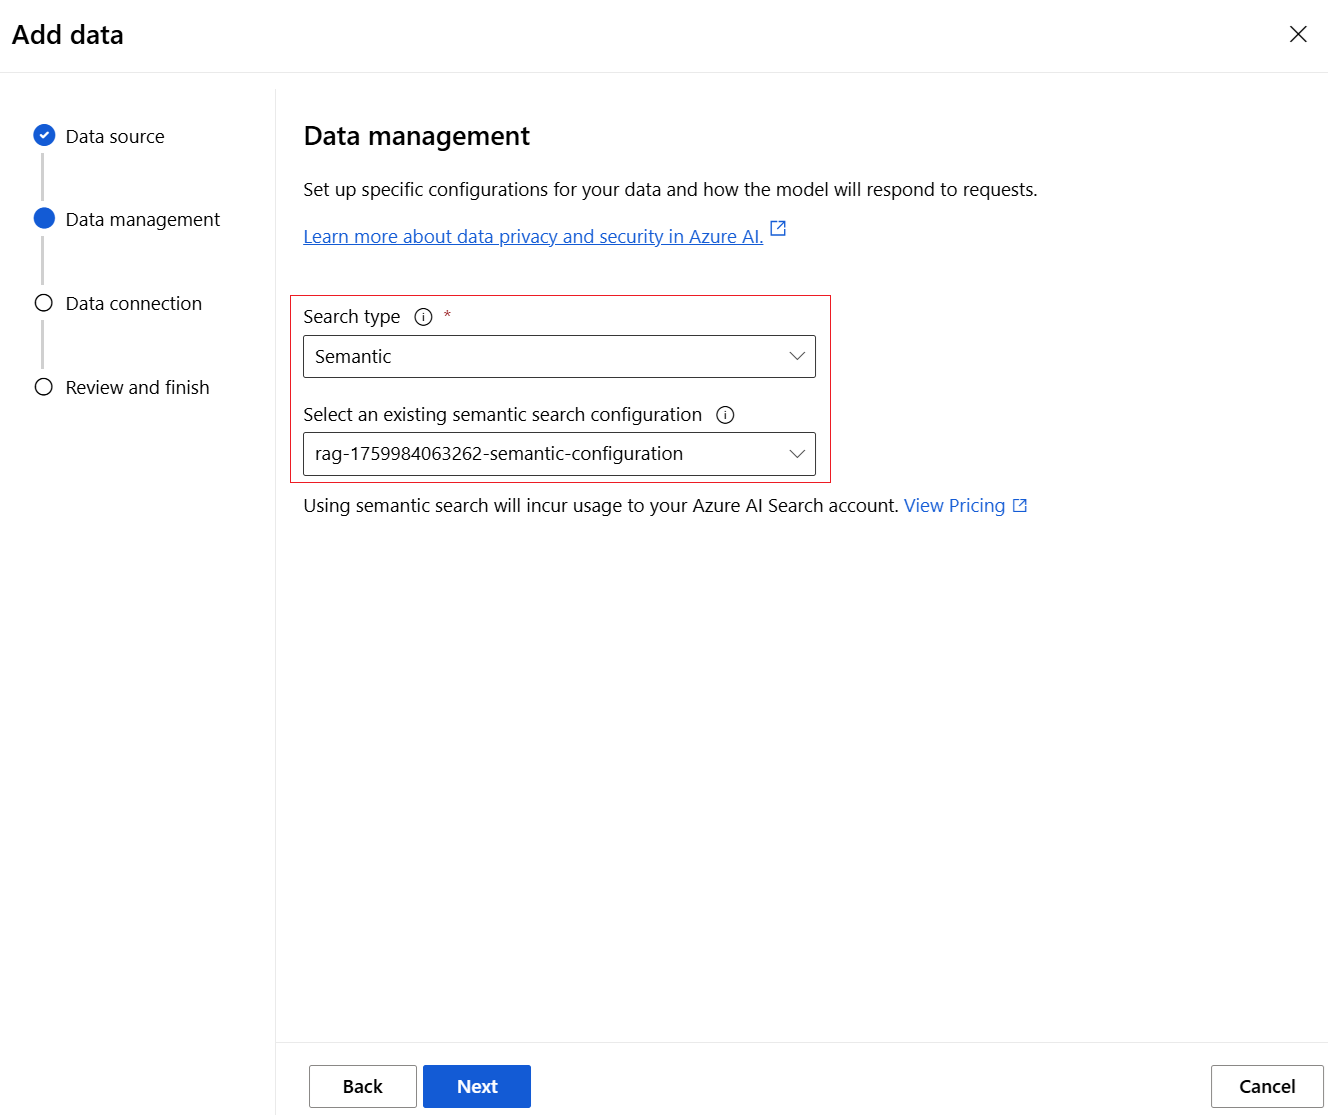 Add data
Data source
Data management
Data connection
Review and finish
Data management
Set up specific configurations for your data and how the model will respond to requests.
Learn more about data privacy and security in Azure AI.
Search type *
Semantic
Select an existing semantic search configuration
rag-1759984063262-semantic-configuration
Using semantic search will incur usage to your Azure AI Search account. View Pricing
Back
Next
Cancel